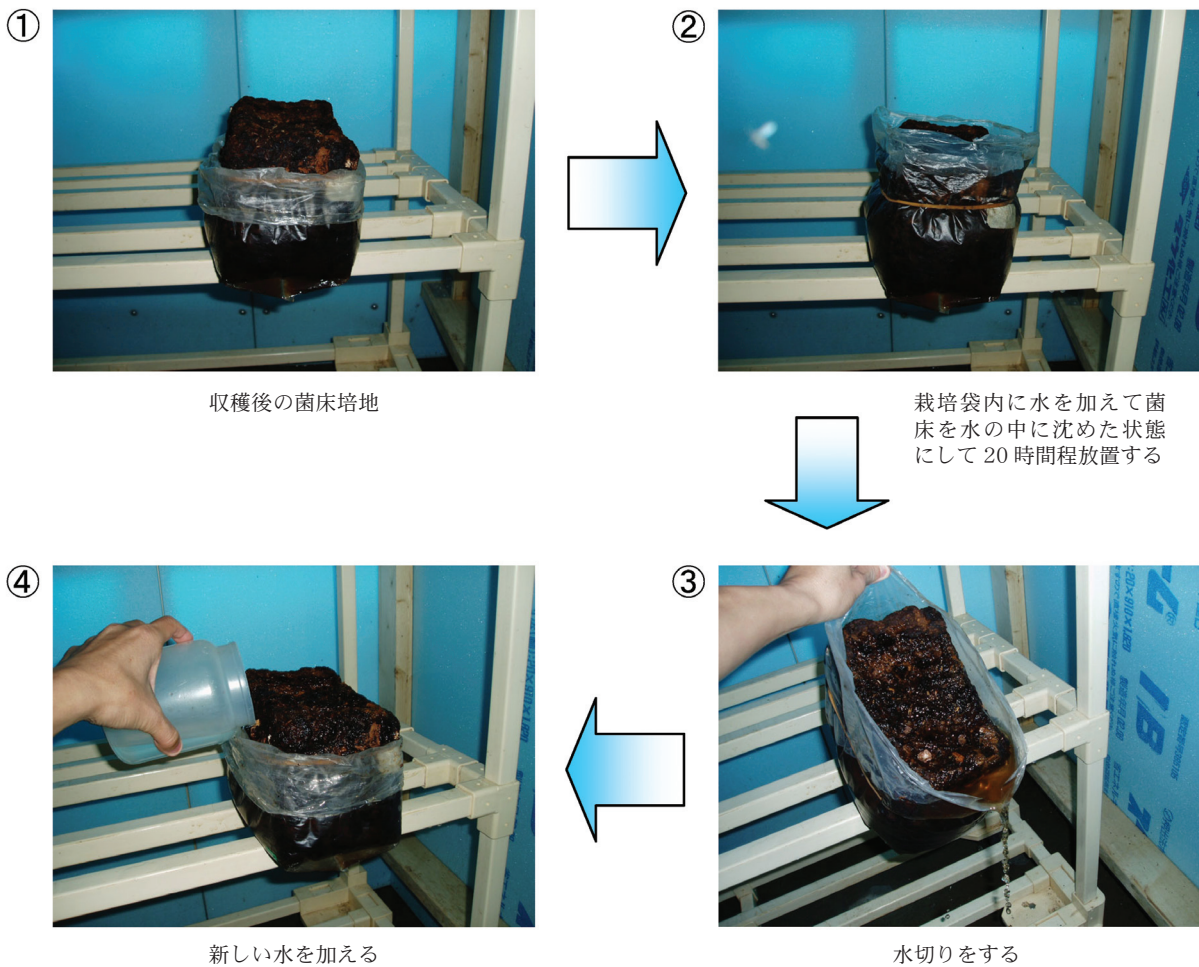 ①
収穫後の菌床培地
②
栽培袋内に水を加えて菌
床を水の中に沈めた状態
にして 20 時間程放置する
③
水切りをする
④
新しい水を加える